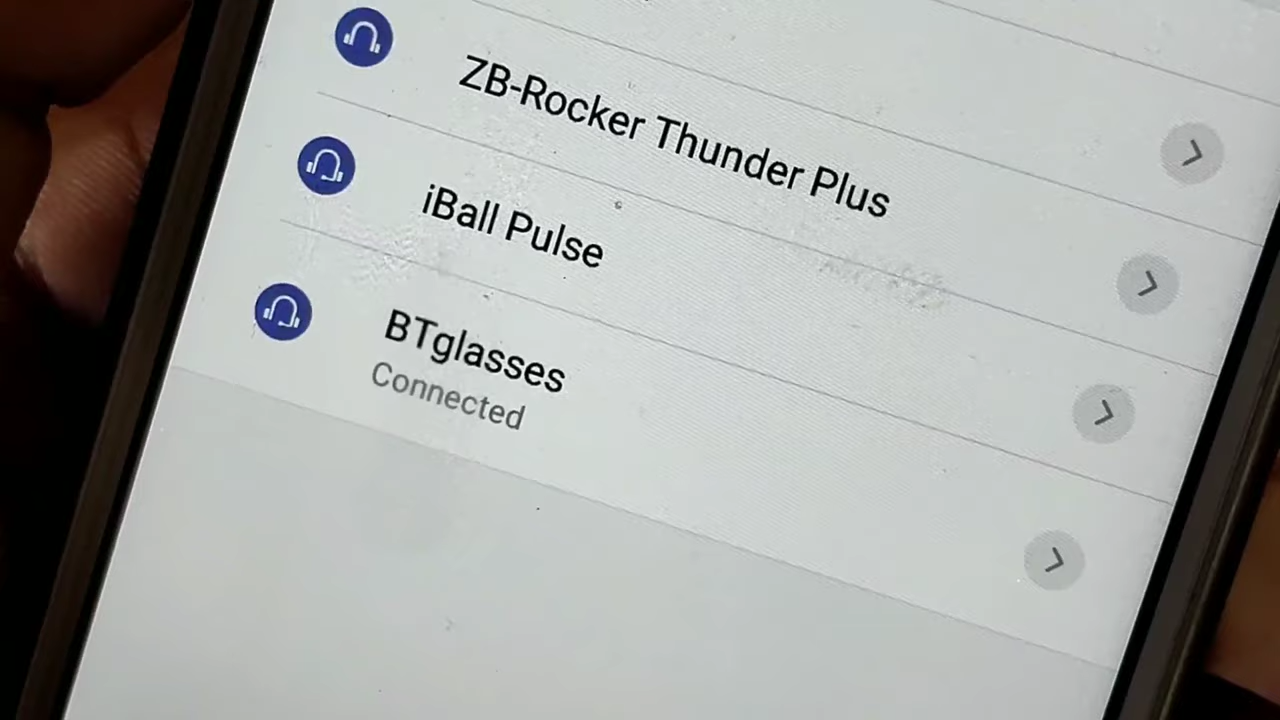 ZB-Rocker Thunder Plus
iBall Pulse
BTglasses
Connected